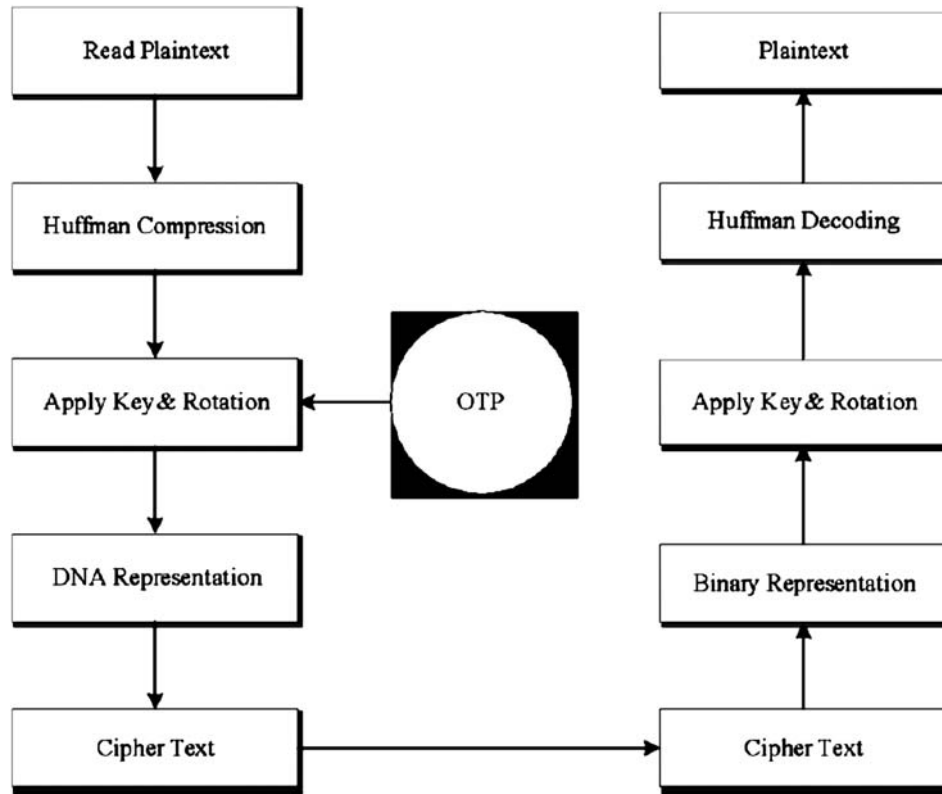 Read Plaintext
Huffman Compression
Apply Key & Rotation
DNA Representation
Cipher Text
OTP
Plaintext
Huffman Decoding
Apply Key & Rotation
Binary Representation
Cipher Text